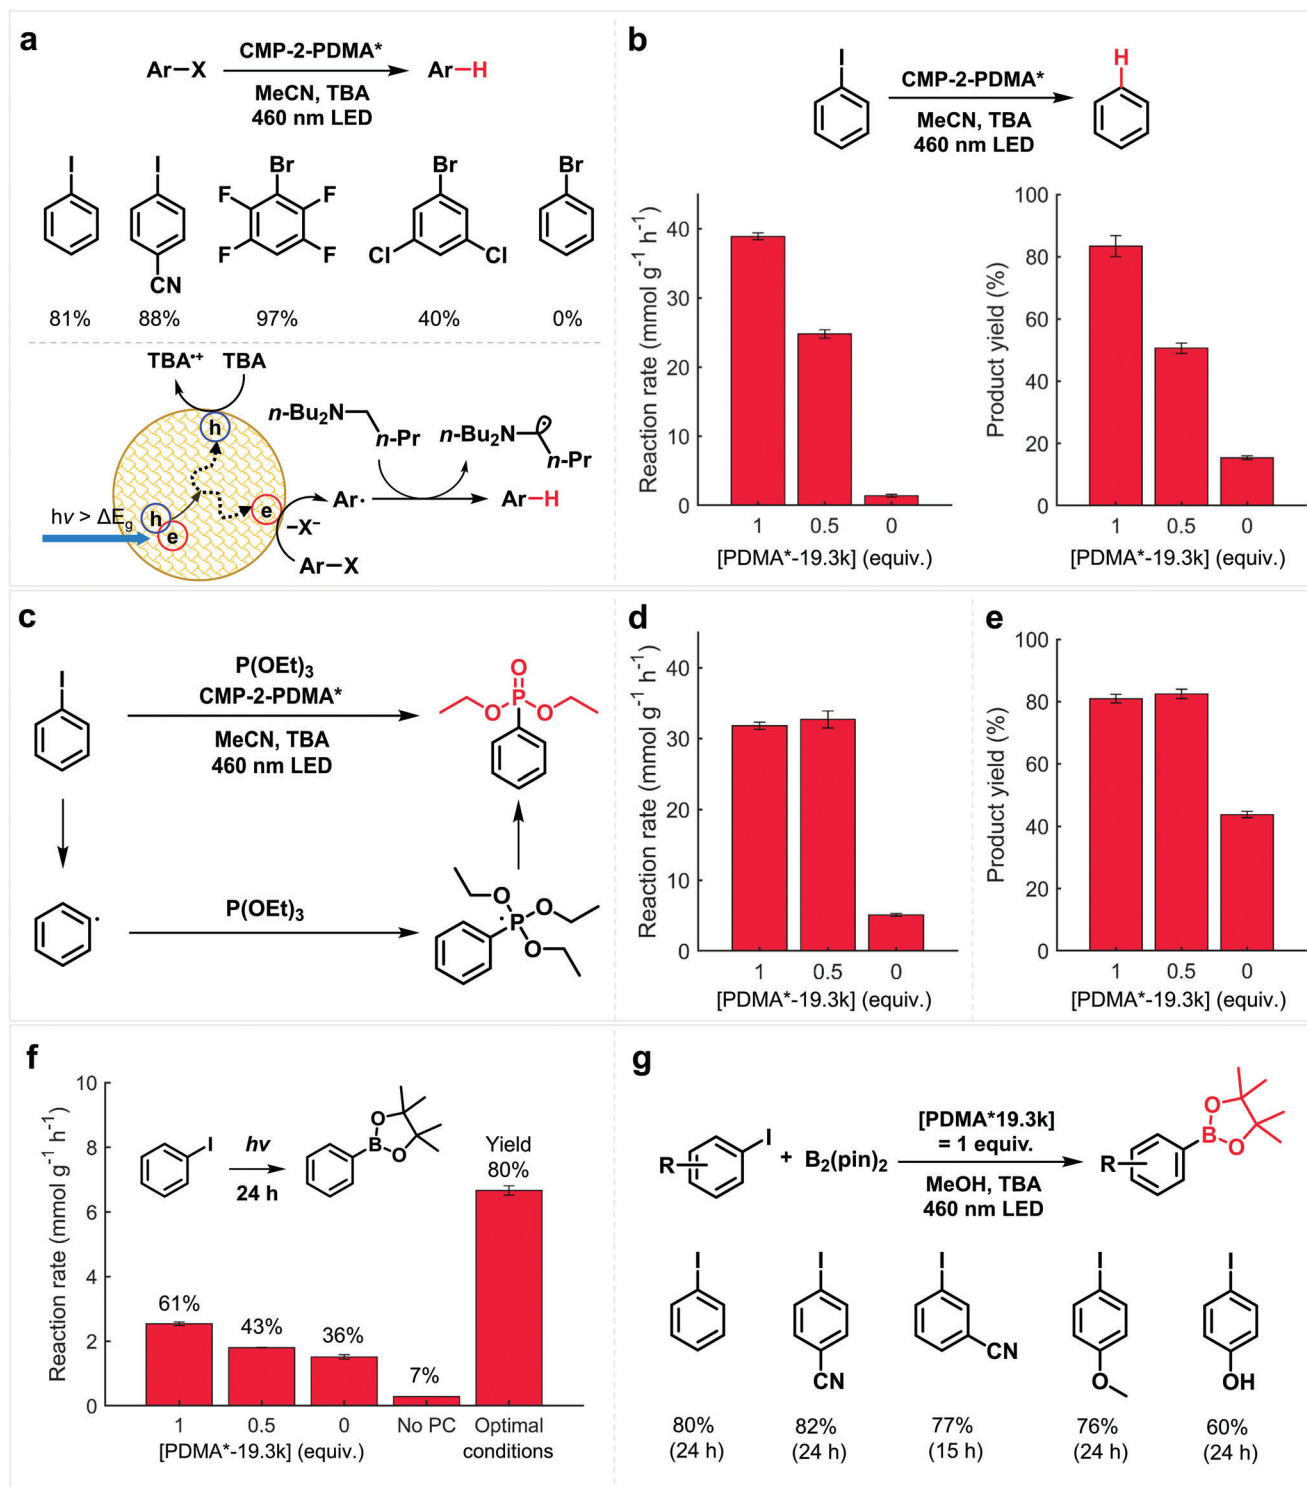 a
Ar–X
CMP-2-PDMA*
MeCN, TBA
460 nm LED
Ar–H
I
I
Br
Br
Br
CN
F
F
F
F
Cl
Cl
81%
88%
97%
40%
0%
TBA•+
TBA
h
h
e
e
hν > ΔEg
n-Bu2N
n-Pr
n-Bu2N
n-Pr
Ar·
Ar–H
–X−
Ar–X
b
I
CMP-2-PDMA*
MeCN, TBA
460 nm LED
H
Reaction rate (mmol g−1 h−1)
40
30
20
10
0
1
0.5
0
[PDMA*-19.3k] (equiv.)
Product yield (%)
100
80
60
40
20
0
1
0.5
0
[PDMA*-19.3k] (equiv.)
c
I
P(OEt)3
CMP-2-PDMA*
MeCN, TBA
460 nm LED
O
P
O
O
·
P(OEt)3
O
·P
O
O
d
Reaction rate (mmol g−1 h−1)
40
30
20
10
0
1
0.5
0
[PDMA*-19.3k] (equiv.)
e
Product yield (%)
100
80
60
40
20
0
1
0.5
0
[PDMA*-19.3k] (equiv.)
f
Reaction rate (mmol g−1 h−1)
10
8
6
4
2
0
I
hν
24 h
B
O
O
61%
43%
36%
7%
Yield
80%
1
0.5
0
No PC
Optimal
conditions
[PDMA*-19.3k] (equiv.)
g
R
I
+
B2(pin)2
[PDMA*19.3k]
= 1 equiv.
MeOH, TBA
460 nm LED
R
B
O
O
I
I
I
I
I
CN
CN
O
OH
80%
(24 h)
82%
(24 h)
77%
(15 h)
76%
(24 h)
60%
(24 h)